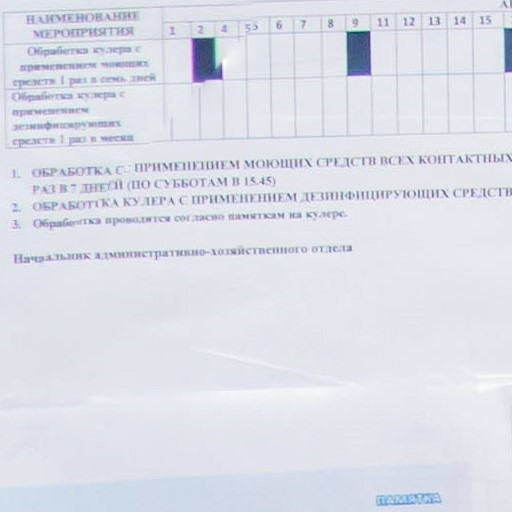 НАИМЕНОВАНИЕ МЕРОПРИЯТИЯ
1 2 4 5 6 7 8 9 11 12 13 14 15
Обработка кулера с
применением моющих
средств 1 раз в семь дней
Обработка кулера с
применением
дезинфицирующих
средств 1 раз в месяц
1. ОБРАБОТКА С ПРИМЕНЕНИЕМ МОЮЩИХ СРЕДСТВ ВСЕХ КОНТАКТНЫХ
РАЗ В 7 ДНЕЙ (ПО СУББОТАМ В 15.45)
2. ОБРАБОТКА КУЛЕРА С ПРИМЕНЕНИЕМ ДЕЗИНФИЦИРУЮЩИХ СРЕДСТВ
3. Обработка проводится согласно памяткам на кулере.
Начальник административно-хозяйственного отдела
ПАМЯТКА